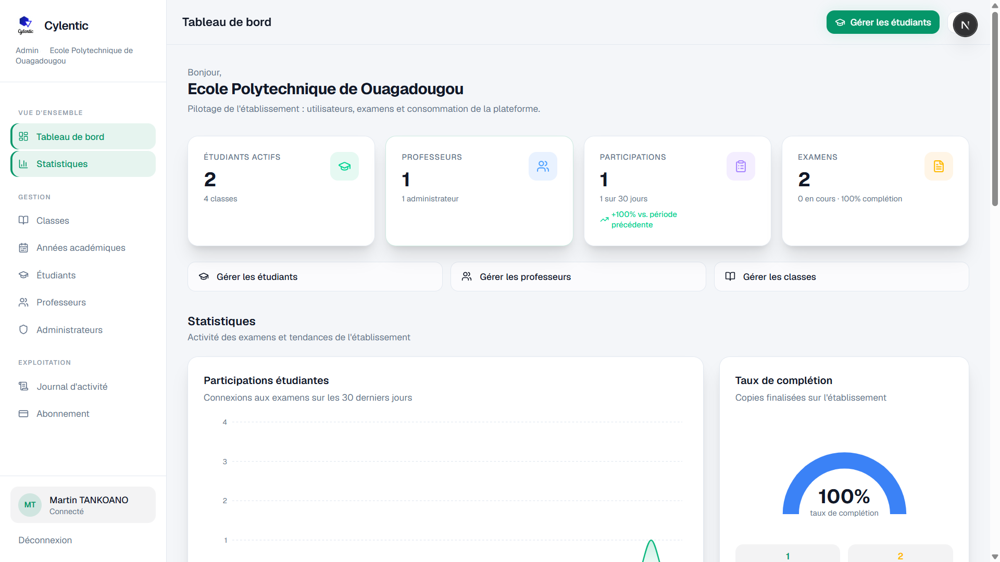 Cylentic
Cylentic
Admin Ecole Polytechnique de
Ouagadougou
VUE D'ENSEMBLE
Tableau de bord
Statistiques
GESTION
Classes
Années académiques
Étudiants
Professeurs
Administrateurs
EXPLOITATION
Journal d'activité
Abonnement
MT
Martin TANKOANO
Connecté
Déconnexion
Tableau de bord
Gérer les étudiants
N
Bonjour,
Ecole Polytechnique de Ouagadougou
Pilotage de l'établissement : utilisateurs, examens et consommation de la plateforme.
ÉTUDIANTS ACTIFS
2
4 classes
PROFESSEURS
1
1 administrateur
PARTICIPATIONS
1
1 sur 30 jours
+100% vs. période
précédente
EXAMENS
2
0 en cours · 100% complétion
Gérer les étudiants
Gérer les professeurs
Gérer les classes
Statistiques
Activité des examens et tendances de l'établissement
Participations étudiantes
Connexions aux examens sur les 30 derniers jours
4
3
2
1
Taux de complétion
Copies finalisées sur l'établissement
100%
taux de complétion
1
2